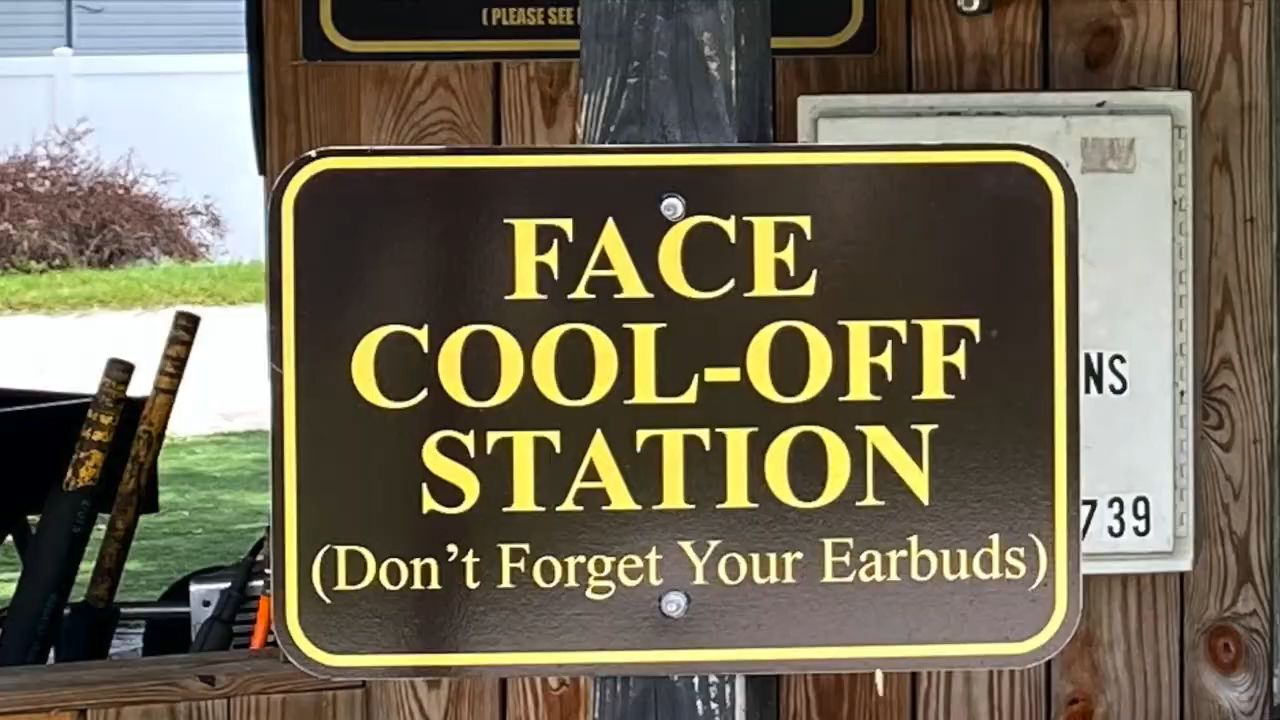 (PLEASE SEE
FACE
COOL-OFF
STATION
(Don't Forget Your Earbuds)
NS
739